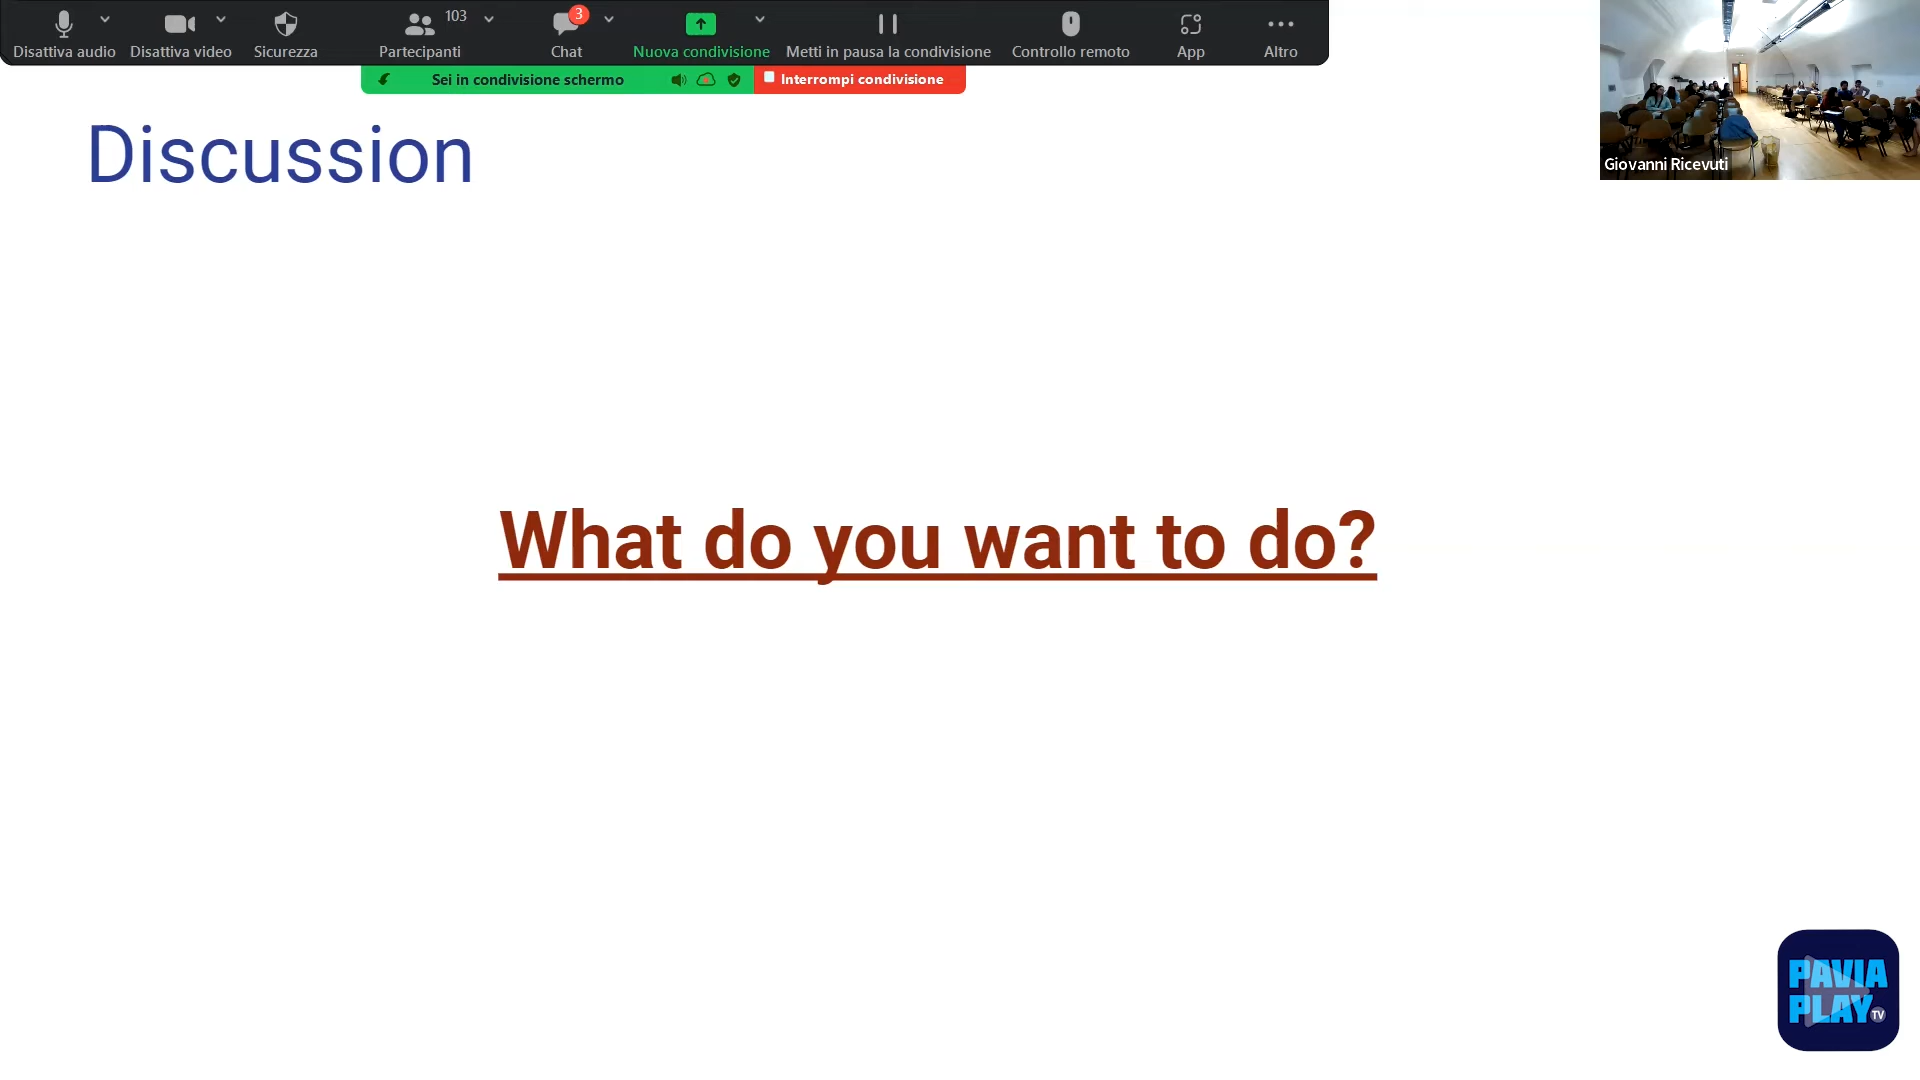 103
3
Disattiva audio
Disattiva video
Sicurezza
Partecipanti
Chat
Nuova condivisione
Metti in pausa la condivisione
Controllo remoto
App
Altro
Sei in condivisione schermo
Interrompi condivisione
Giovanni Ricevuti
Discussion
What do you want to do?
PAVIA
PLAY TV